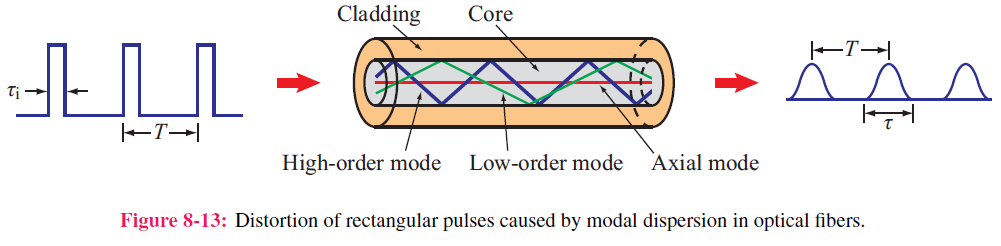 Cladding Core
T
τ₁
T
τ
High-order mode Low-order mode Axial mode
Figure 8-13: Distortion of rectangular pulses caused by modal dispersion in optical fibers.